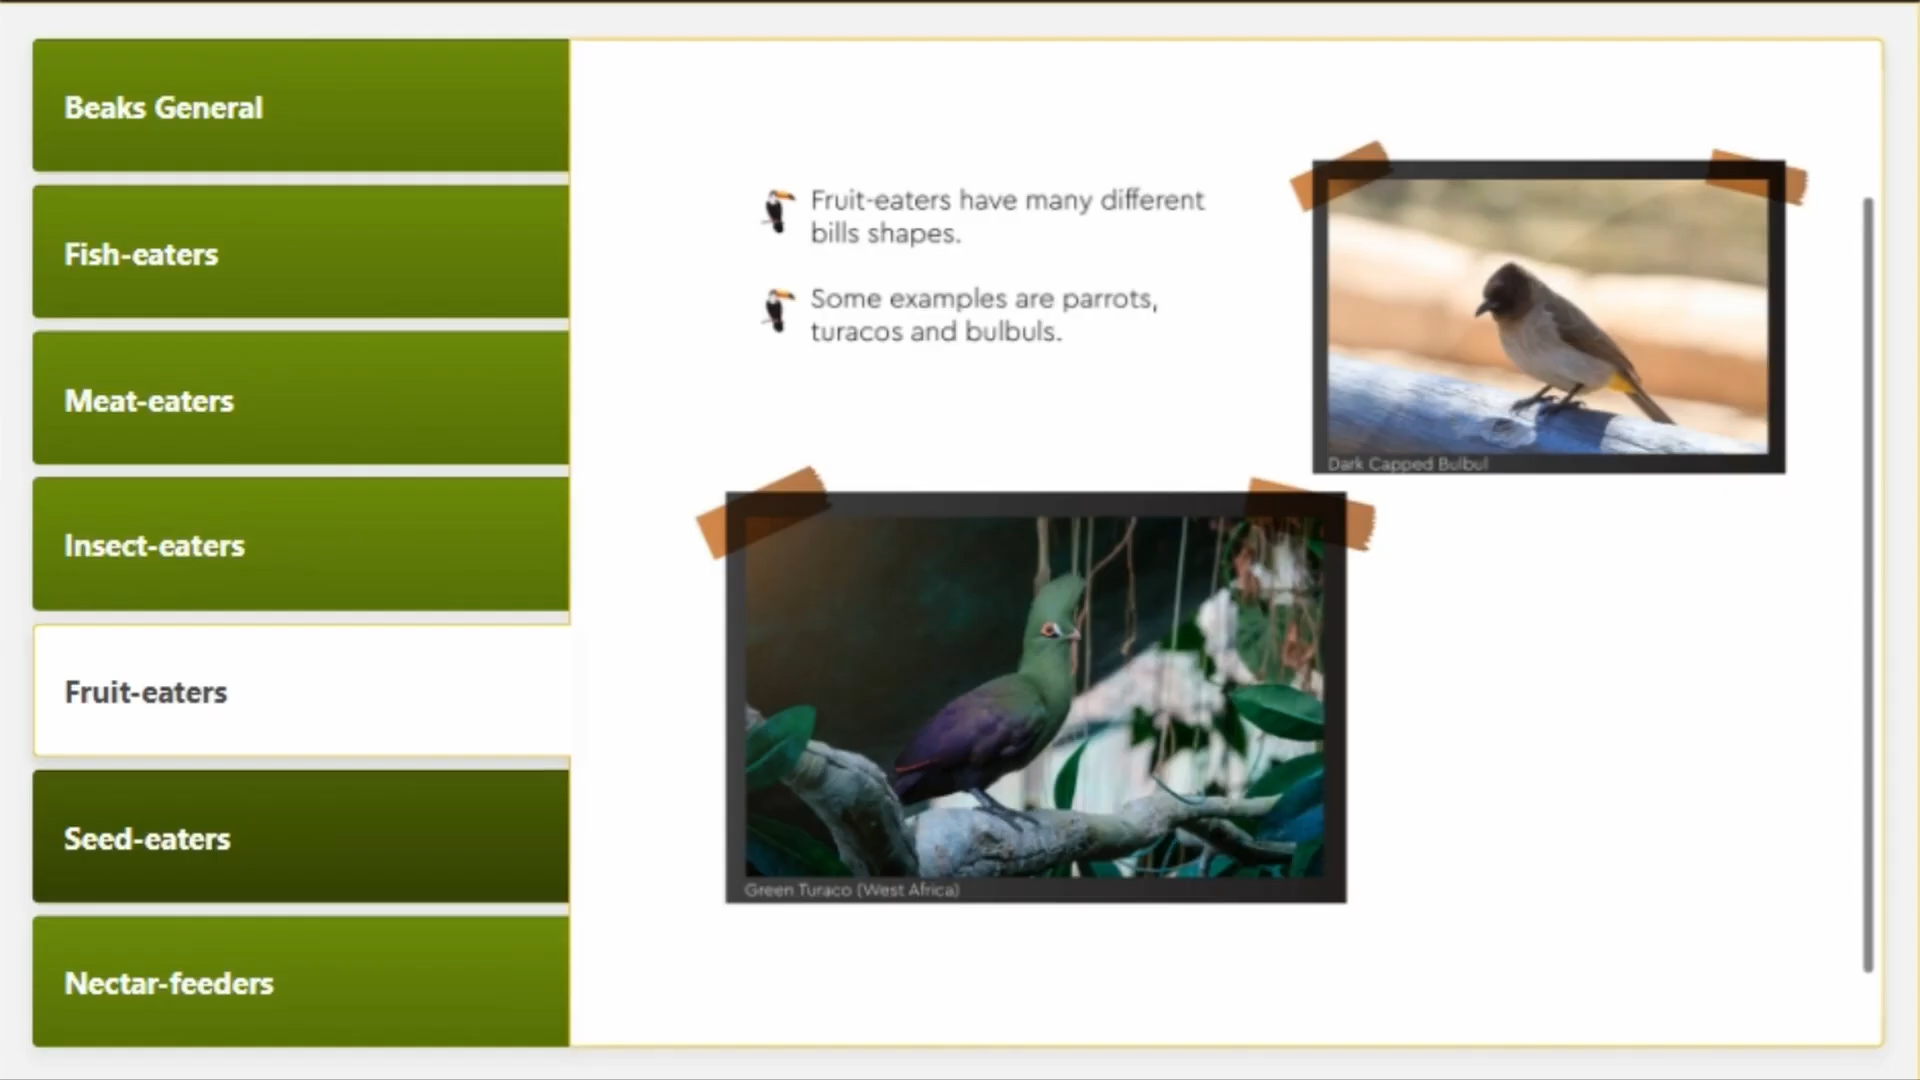 Beaks General
Fish-eaters
Meat-eaters
Insect-eaters
Fruit-eaters
Seed-eaters
Nectar-feeders
Fruit-eaters have many different
bills shapes.
Some examples are parrots,
turacos and bulbuls.
Dark Capped Bulbul
Green Turaco (West Africa)